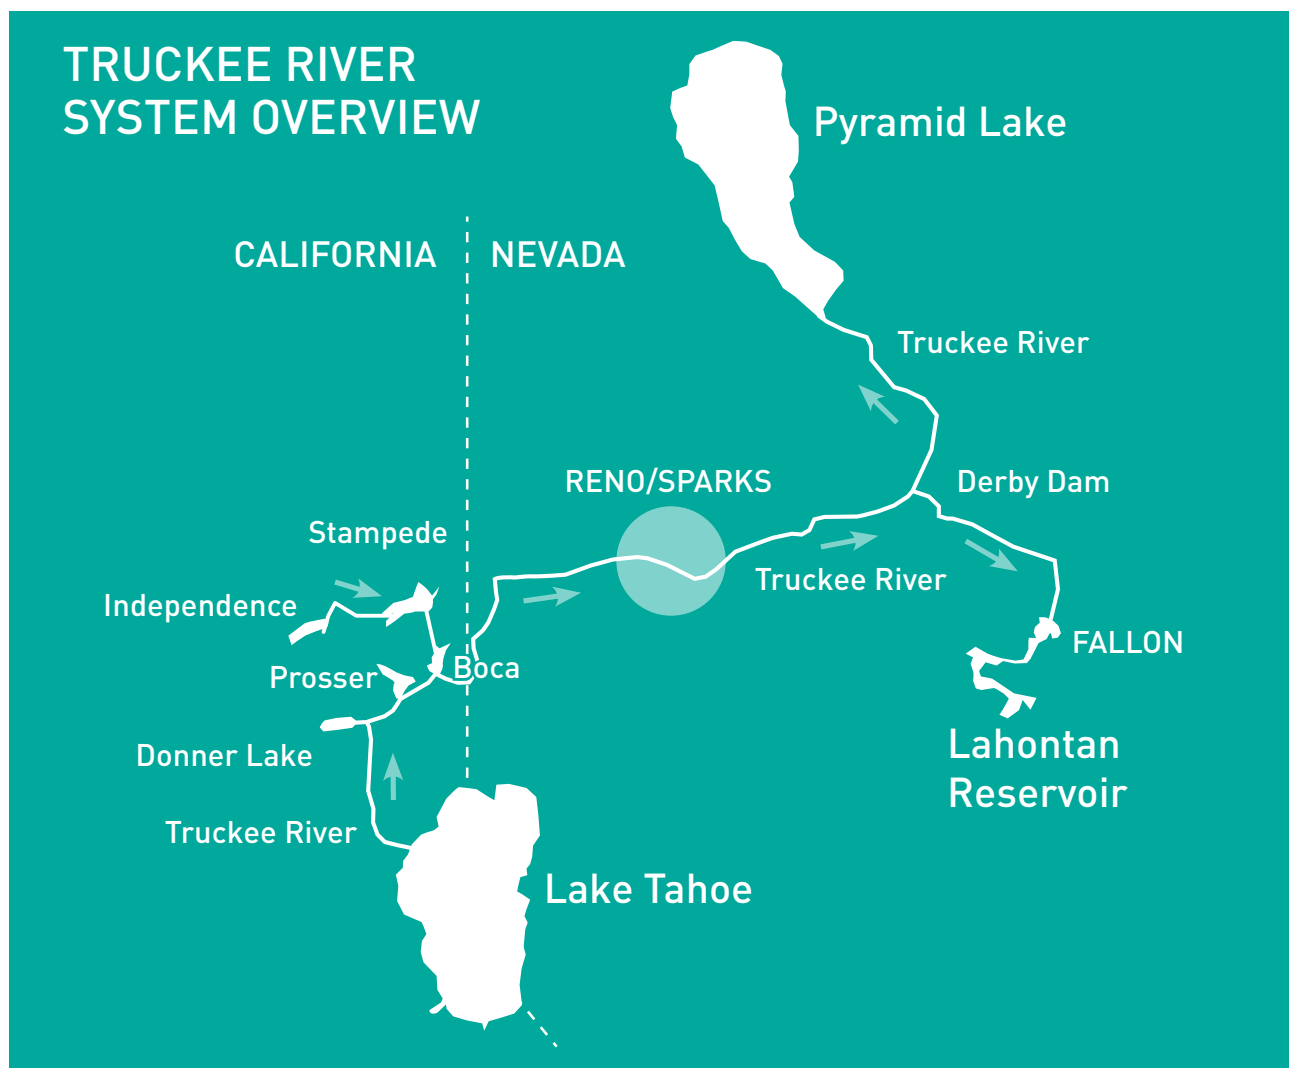 TRUCKEE RIVER
SYSTEM OVERVIEW
Pyramid Lake
CALIFORNIA
NEVADA
Truckee River
RENO/SPARKS
Derby Dam
Stampede
Truckee River
Independence
FALLON
Boca
Prosser
Lahontan
Reservoir
Donner Lake
Truckee River
Lake Tahoe